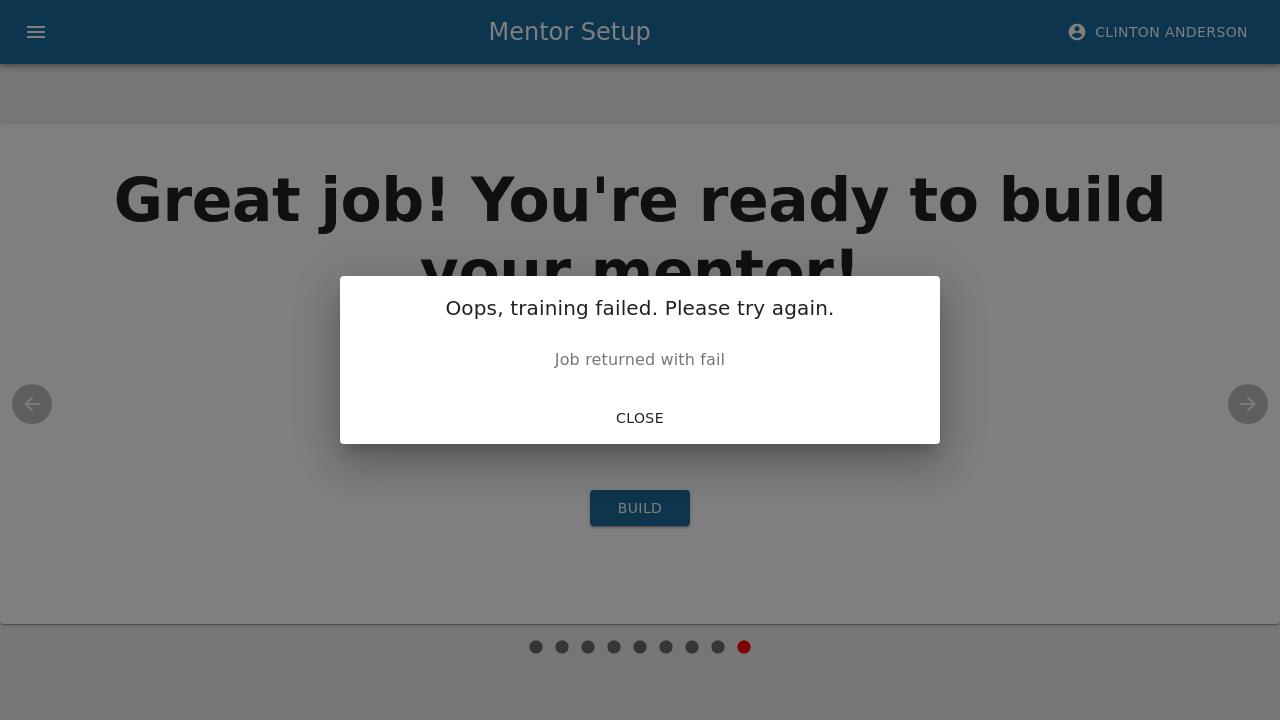 Mentor Setup
CLINTON ANDERSON
Great job! You're ready to build
your mentor!
Oops, training failed. Please try again.
Job returned with fail
CLOSE
BUILD